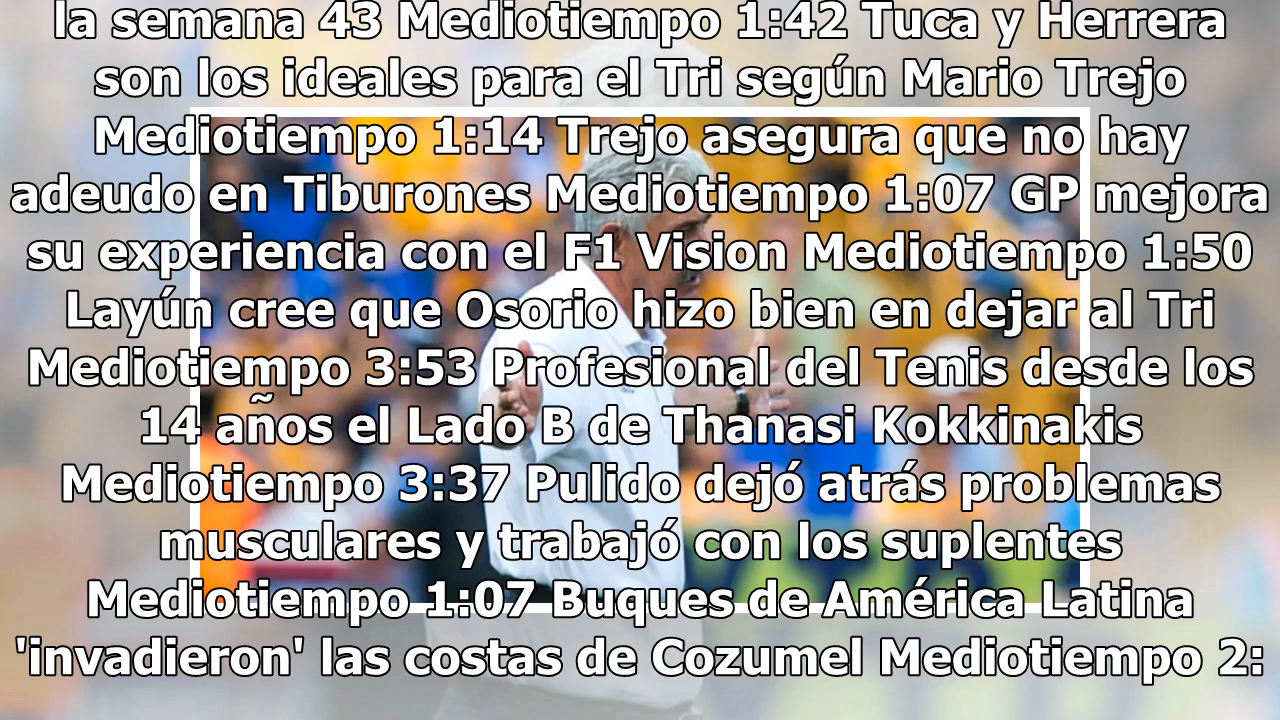 la semana 43 Mediotiempo 1:42 Tuca y Herrera
son los ideales para el Tri según Mario Trejo
Mediotiempo 1:14 Trejo asegura que no hay
adeudo en Tiburones Mediotiempo 1:07 GP mejora
su experiencia con el F1 Vision Mediotiempo 1:50
Layún cree que Osorio hizo bien en dejar al Tri
Mediotiempo 3:53 Profesional del Tenis desde los
14 años el Lado B de Thanasi Kokkinakis
Mediotiempo 3:37 Pulido dejó atrás problemas
musculares y trabajó con los suplentes
Mediotiempo 1:07 Buques de América Latina
'invadieron' las costas de Cozumel Mediotiempo 2: